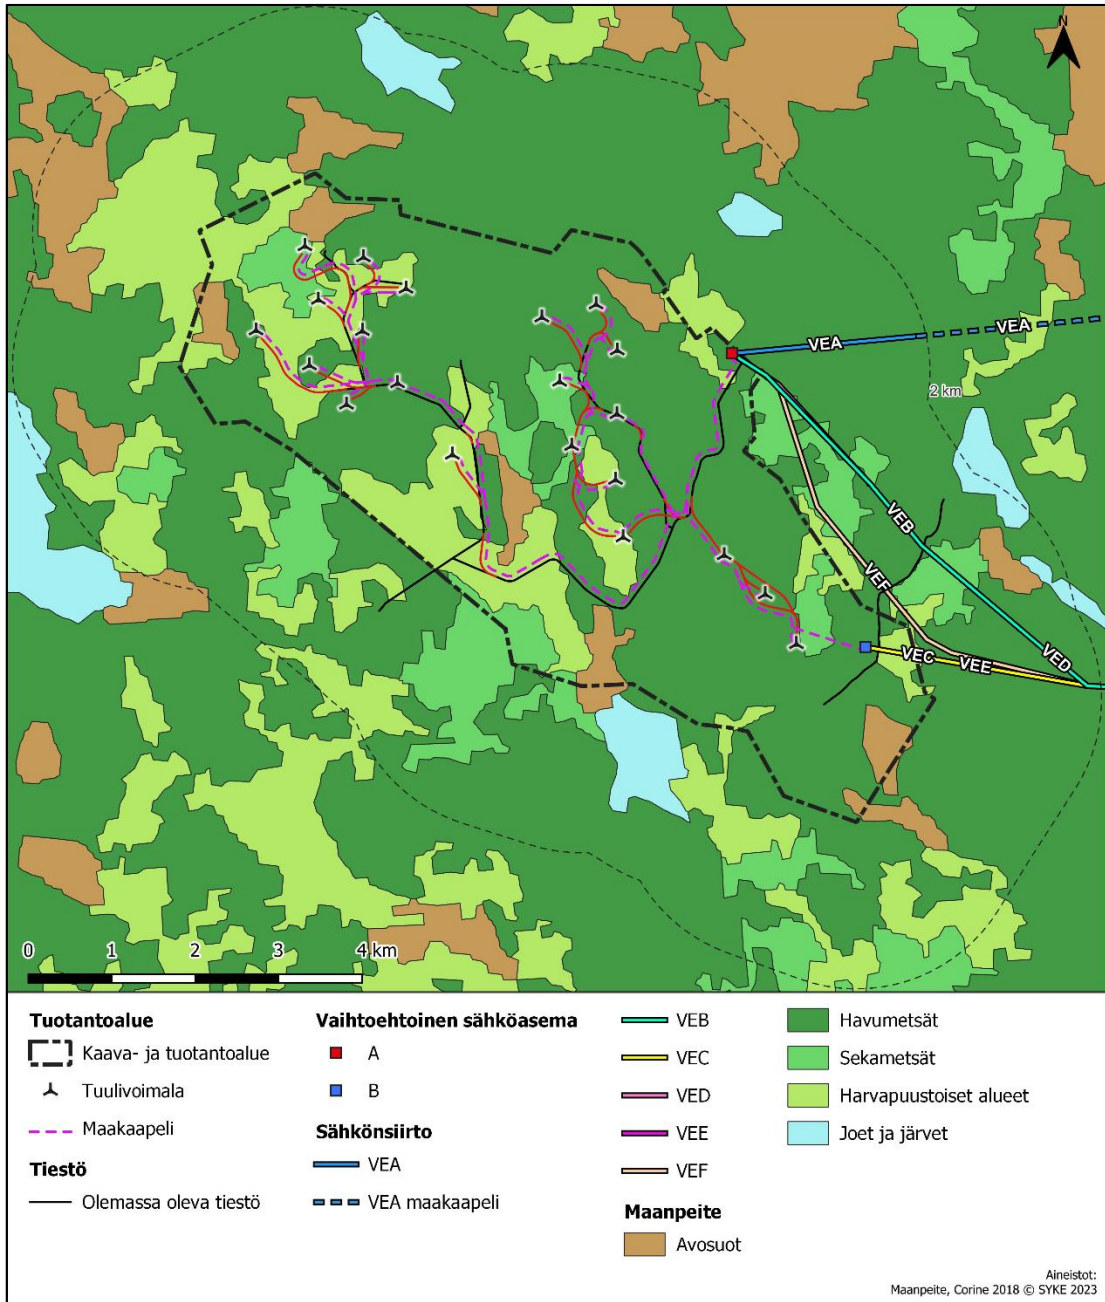 N
VEA
VEA
2 km
VEB
VEF
VED
VEC
VEE
0 1 2 3 4 km
Tuotantoalue
Kaava- ja tuotantoalue
Tuulivoimala
Maakaapeli
Tiestö
Olemassa oleva tiestö
Vaihtoehtoinen sähköasema
A
B
Sähkönsiirto
VEA
VEA maakaapeli
VEB
VEC
VED
VEE
VEF
Maanpeite
Avosuot
Havumetsät
Sekametsät
Harvapuustoiset alueet
Joet ja järvet
Aineistot:
Maanpeite, Corine 2018 © SYKE 2023